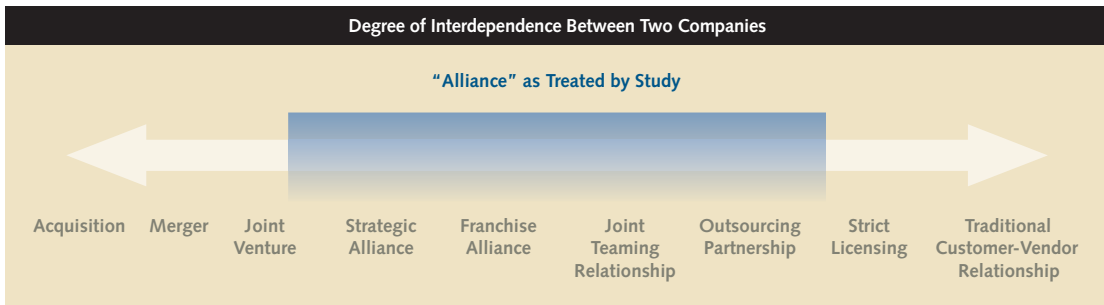 Degree of Interdependence Between Two Companies
“Alliance” as Treated by Study
Acquisition
Merger
Joint
Venture
Strategic
Alliance
Franchise
Alliance
Joint
Teaming
Relationship
Outsourcing
Partnership
Strict
Licensing
Traditional
Customer-Vendor
Relationship